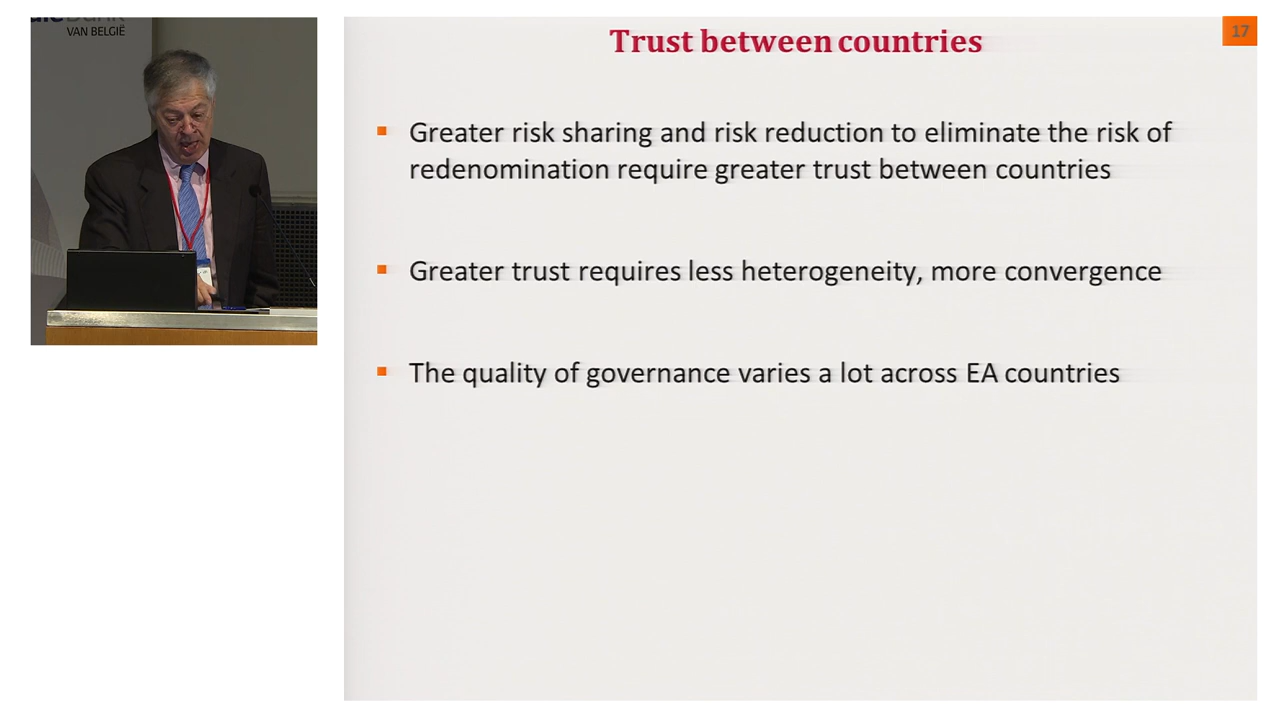 VAN BELGIË
Trust between countries
17
Greater risk sharing and risk reduction to eliminate the risk of
redenomination require greater trust between countries
Greater trust requires less heterogeneity, more convergence
The quality of governance varies a lot across EA countries